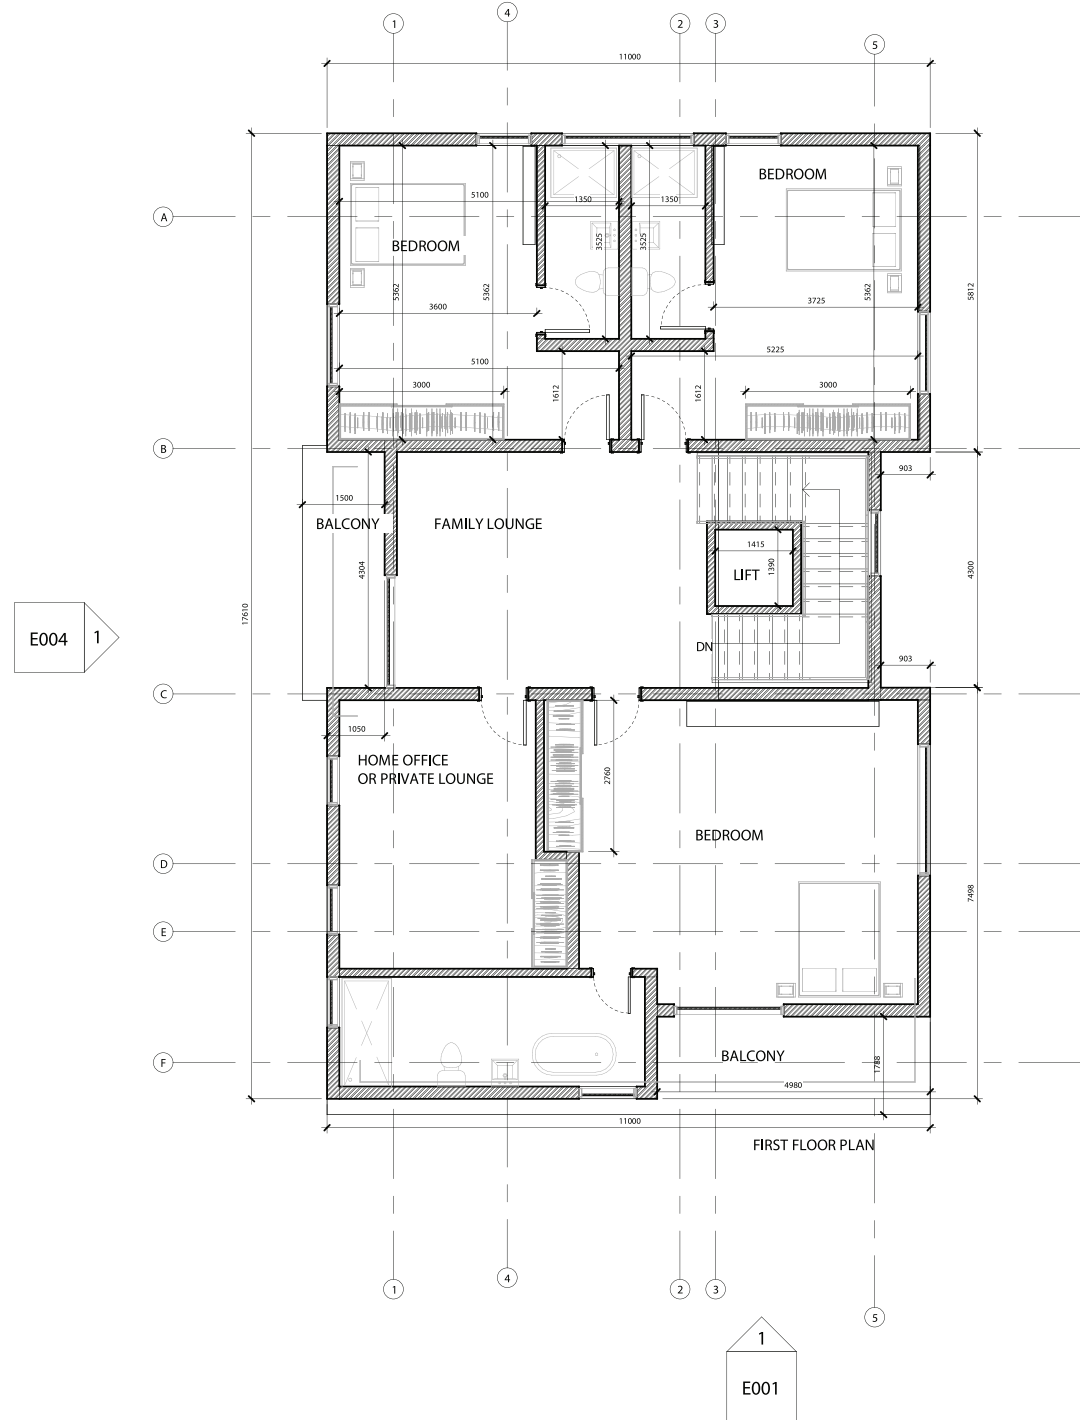 4
1
2
3
5
11000
BEDROOM
5100
1350
1350
A
3525
3525
BEDROOM
5362
5362
5362
5812
3600
3725
5100
5225
3000
1612
1612
3000
B
903
1500
BALCONY
FAMILY LOUNGE
1415
LIFT
1390
4304
4300
17610
E004
1
DN
903
C
1050
HOME OFFICE
OR PRIVATE LOUNGE
2760
BEDROOM
D
7498
E
BALCONY
F
1788
4980
11000
FIRST FLOOR PLAN
4
1
2
3
5
1
E001